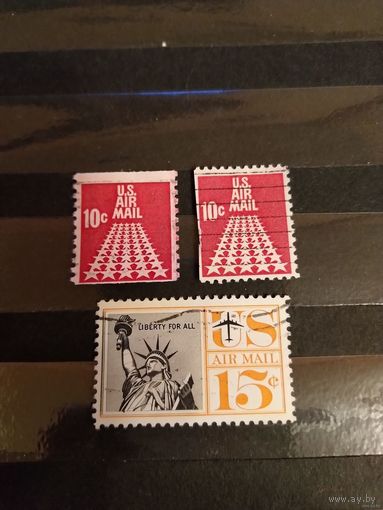 U.S.
AIR
10c MAIL
U.S.
AIR
10c MAIL
LIBERTY FOR ALL
US
AIR MAIL
15¢
www.ay.by